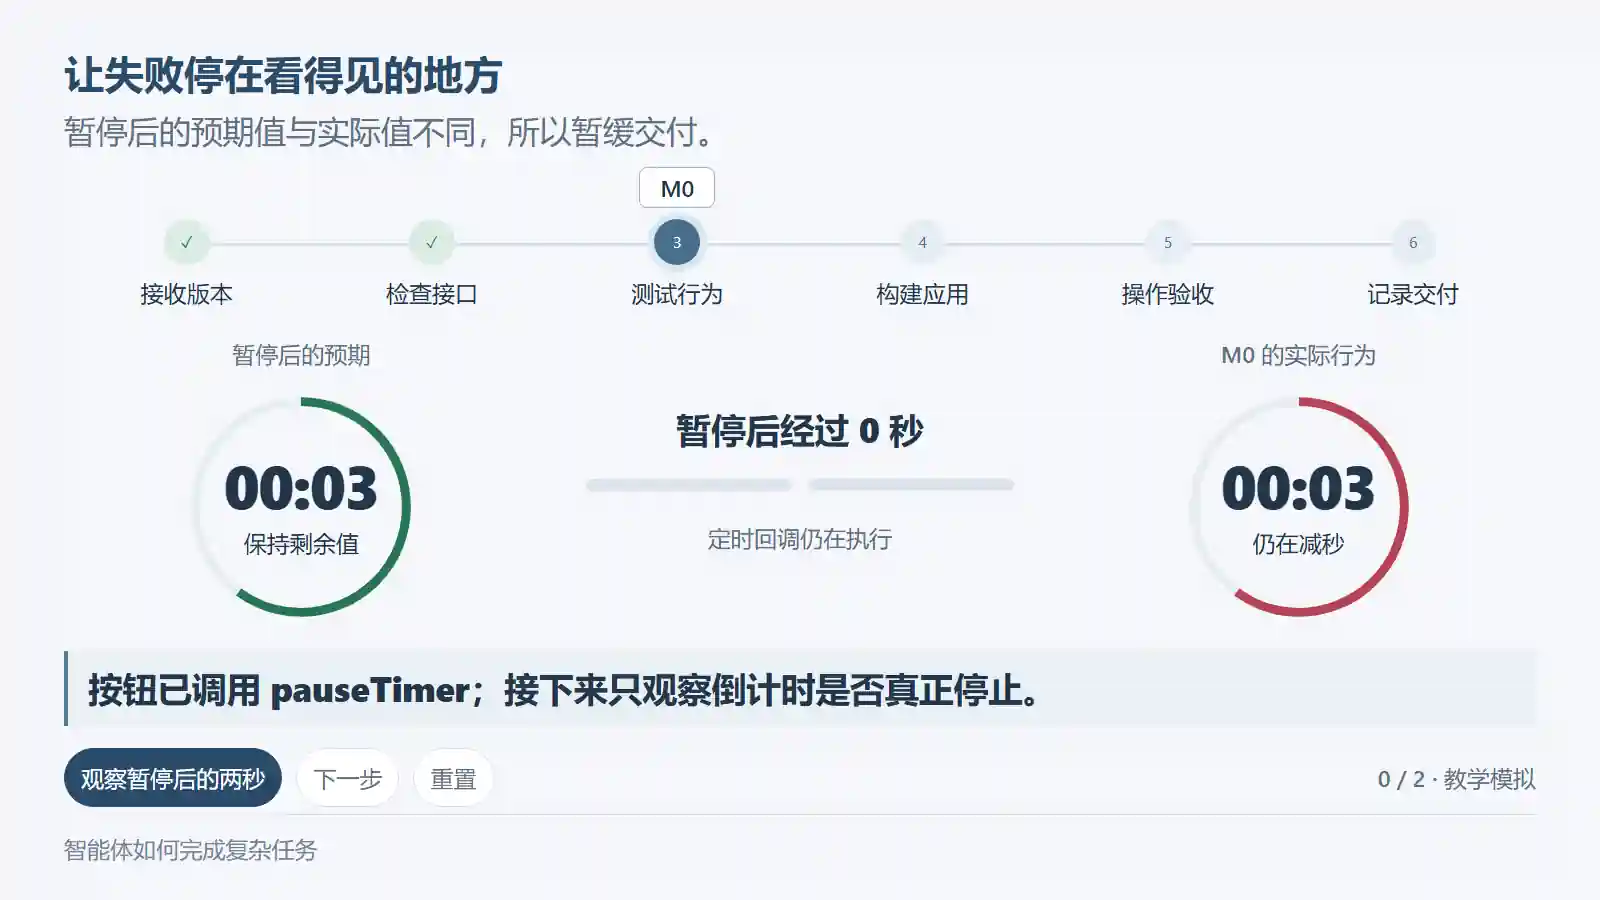 让失败停在看得见的地方
暂停后的预期值与实际值不同，所以暂缓交付。
M0
✓ ✓ 3 4 5 6
接收版本 检查接口 测试行为 构建应用 操作验收 记录交付
暂停后的预期
00:03
保持剩余值
暂停后经过 0 秒
定时回调仍在执行
M0 的实际行为
00:03
仍在减秒
按钮已调用 pauseTimer；接下来只观察倒计时是否真正停止。
观察暂停后的两秒 下一步 重置 0 / 2 · 教学模拟
智能体如何完成复杂任务